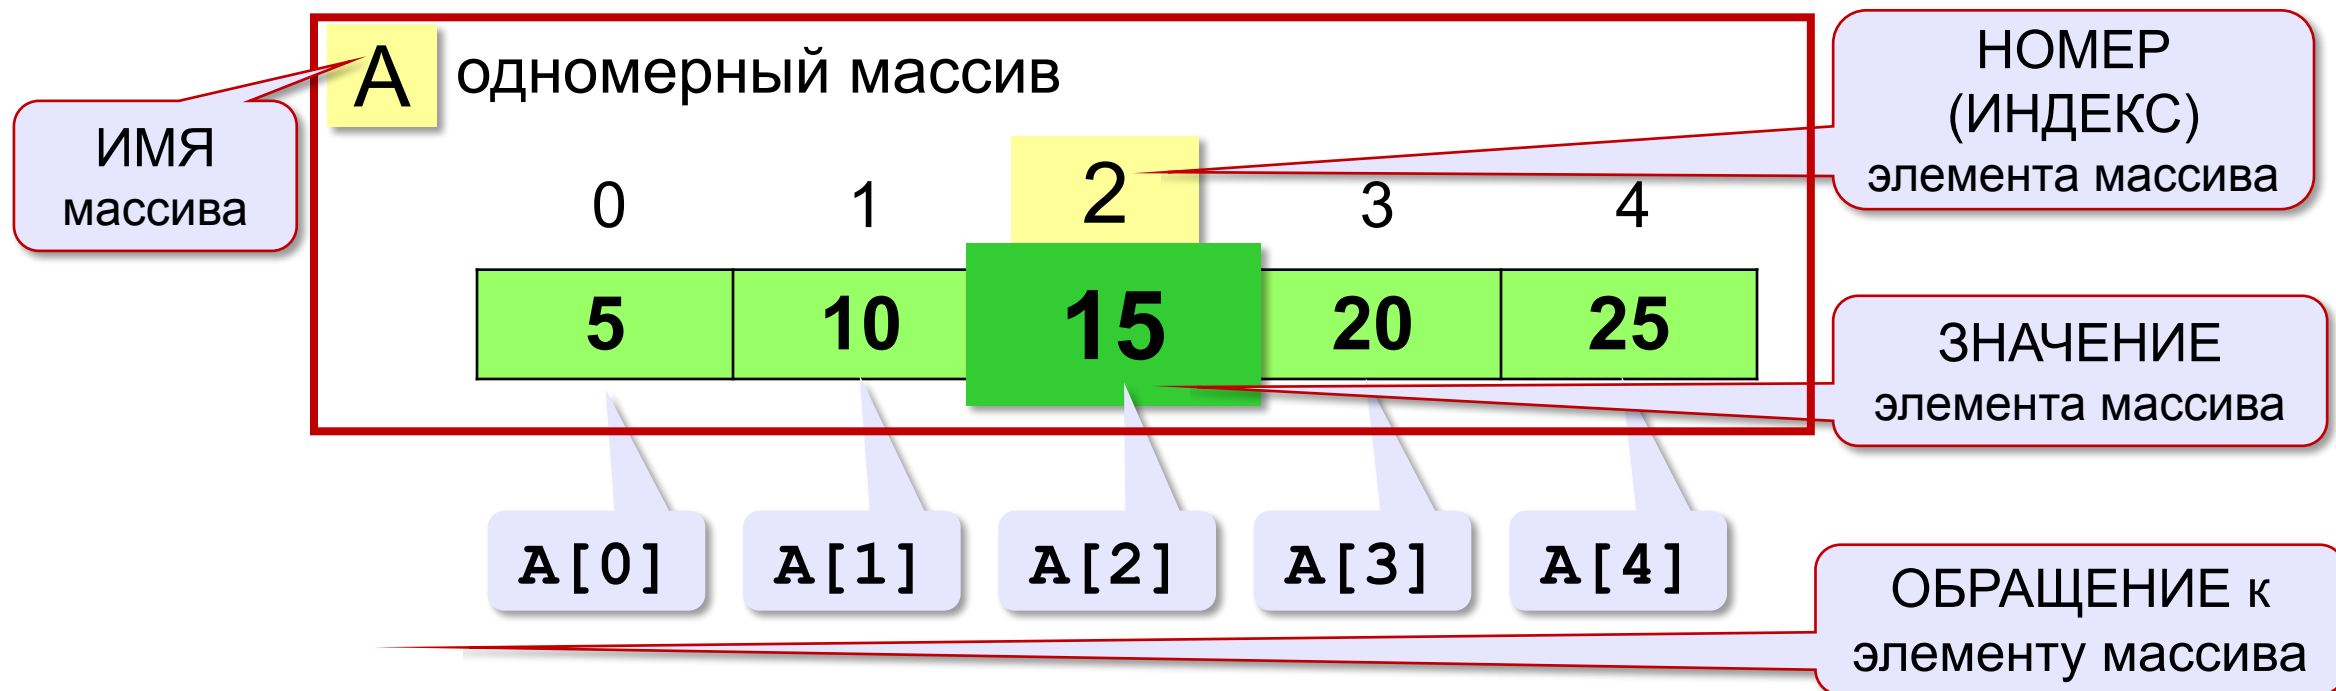 A одномерный массив
ИМЯ
массива
НОМЕР
(ИНДЕКС)
элемента массива
0 1 2 3 4
5 10 15 20 25
ЗНАЧЕНИЕ
элемента массива
A[0] A[1] A[2] A[3] A[4]
ОБРАЩЕНИЕ к
элементу массива